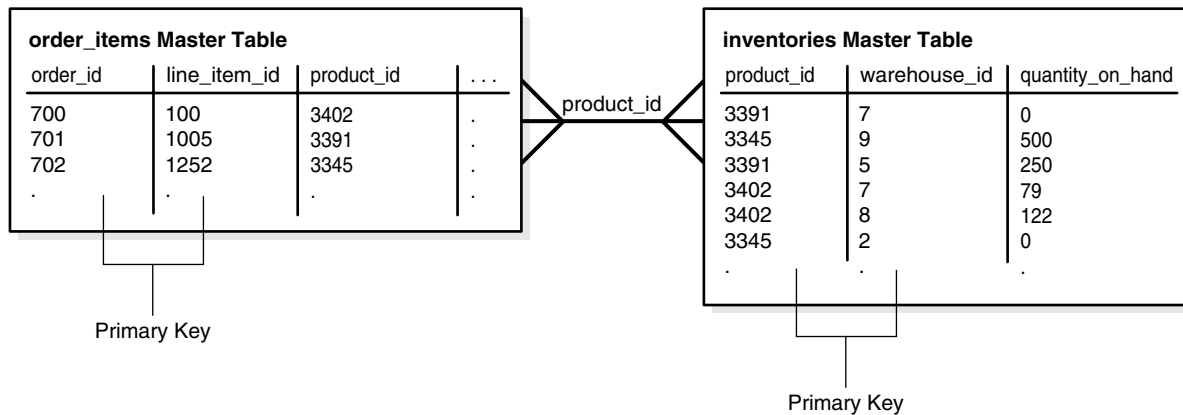 order_items Master Table
order_id line_item_id product_id . . .
700 100 3402 .
701 1005 3391 .
702 1252 3345 .
. . . .
Primary Key
product_id
inventories Master Table
product_id warehouse_id quantity_on_hand
3391 7 0
3345 9 500
3391 5 250
3402 7 79
3402 8 122
3345 2 0
. . .
Primary Key